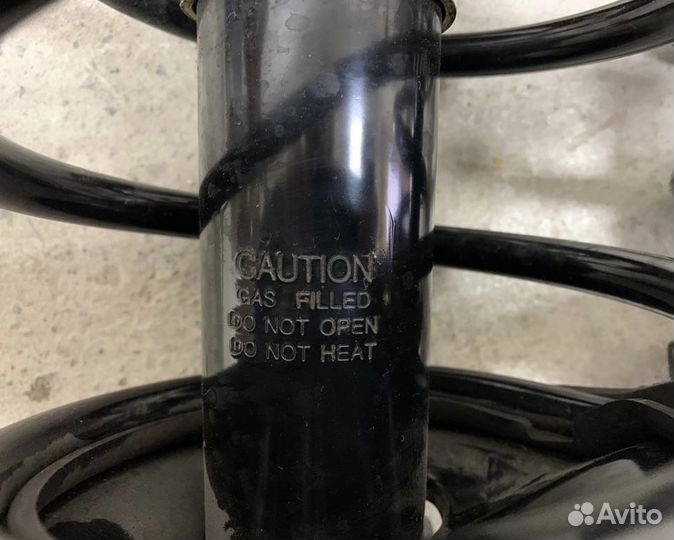 CAUTION
GAS FILLED
DO NOT OPEN
DO NOT HEAT
Avito